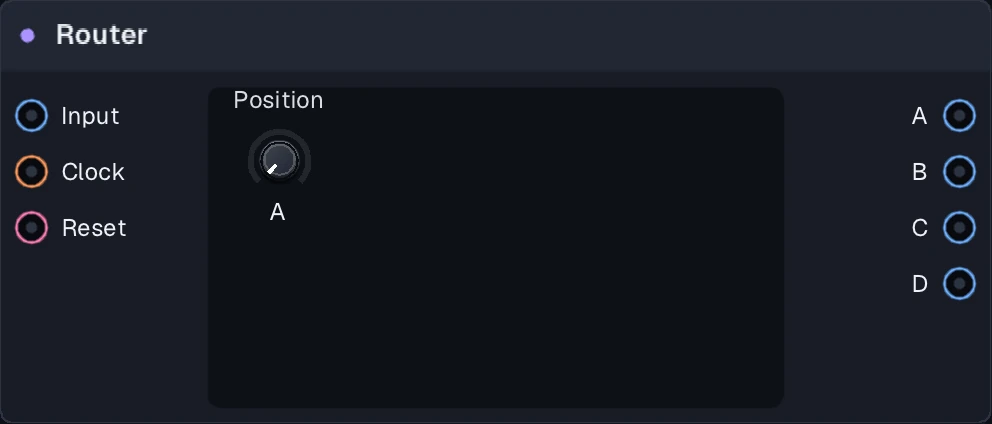 Router
Input
Clock
Reset
Position
A
A
B
C
D